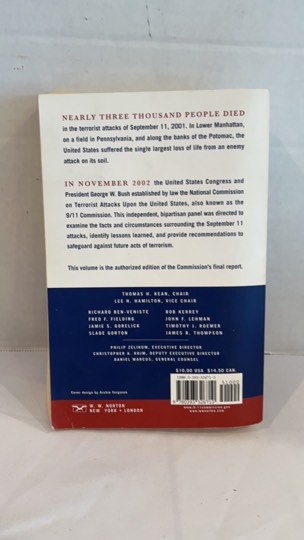 NEARLY THREE THOUSAND PEOPLE DIED
in the terrorist attacks of September 11, 2001. In Lower Manhattan,
on a field in Pennsylvania, and along the banks of the Potomac, the
United States suffered the single largest loss of life from an enemy
attack on its soil.
IN NOVEMBER 2002 the United States Congress and
President George W. Bush established by law the National Commission
on Terrorist Attacks Upon the United States, also known as the
9/11 Commission. This independent, bipartisan panel was directed to
examine the facts and circumstances surrounding the September 11
attacks, identify lessons learned, and provide recommendations to
safeguard against future acts of terrorism.
This volume is the authorized edition of the Commission's final report.
THOMAS H. KEAN, CHAIR
LEE H. HAMILTON, VICE CHAIR
RICHARD BEN-VENISTE BOB KERREY
FRED F. FIELDING JOHN F. LEHMAN
JAMIE S. GORELICK TIMOTHY J. ROEMER
SLADE GORTON JAMES R. THOMPSON
PHILIP ZELIKOW, EXECUTIVE DIRECTOR
CHRISTOPHER A. KOJM, DEPUTY EXECUTIVE DIRECTOR
DANIEL MARCUS, GENERAL COUNSEL
Cover design by Archie Ferguson
W. W. NORTON
NEW YORK • LONDON
$10.00 USA $14.50 CAN.